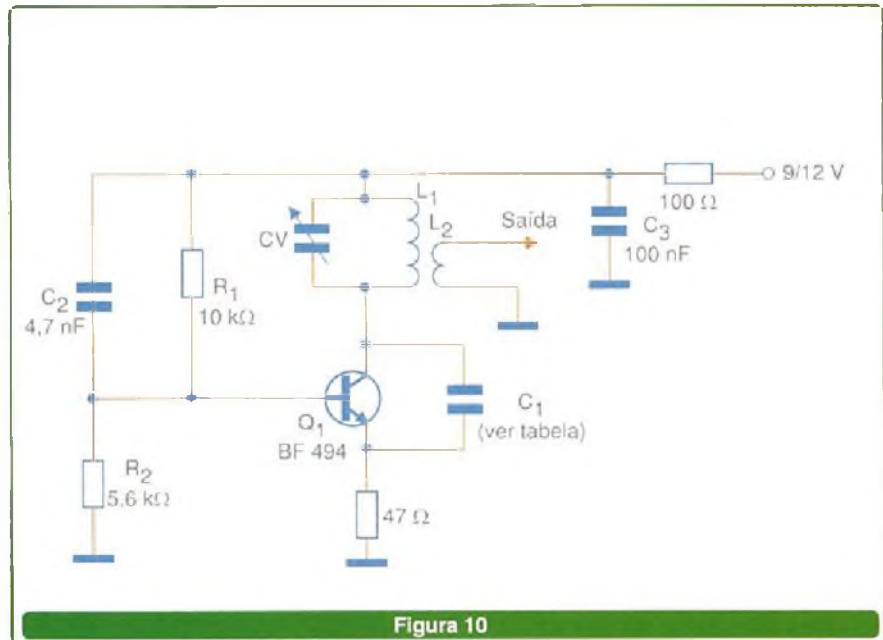 L1
L2
Saída
9/12 V
100 Ω
C3
100 nF
CV
C2
4,7 nF
R1
10 kΩ
Q1
BF 494
C1
(ver tabela)
R2
5,6 kΩ
47 Ω
Figura 10